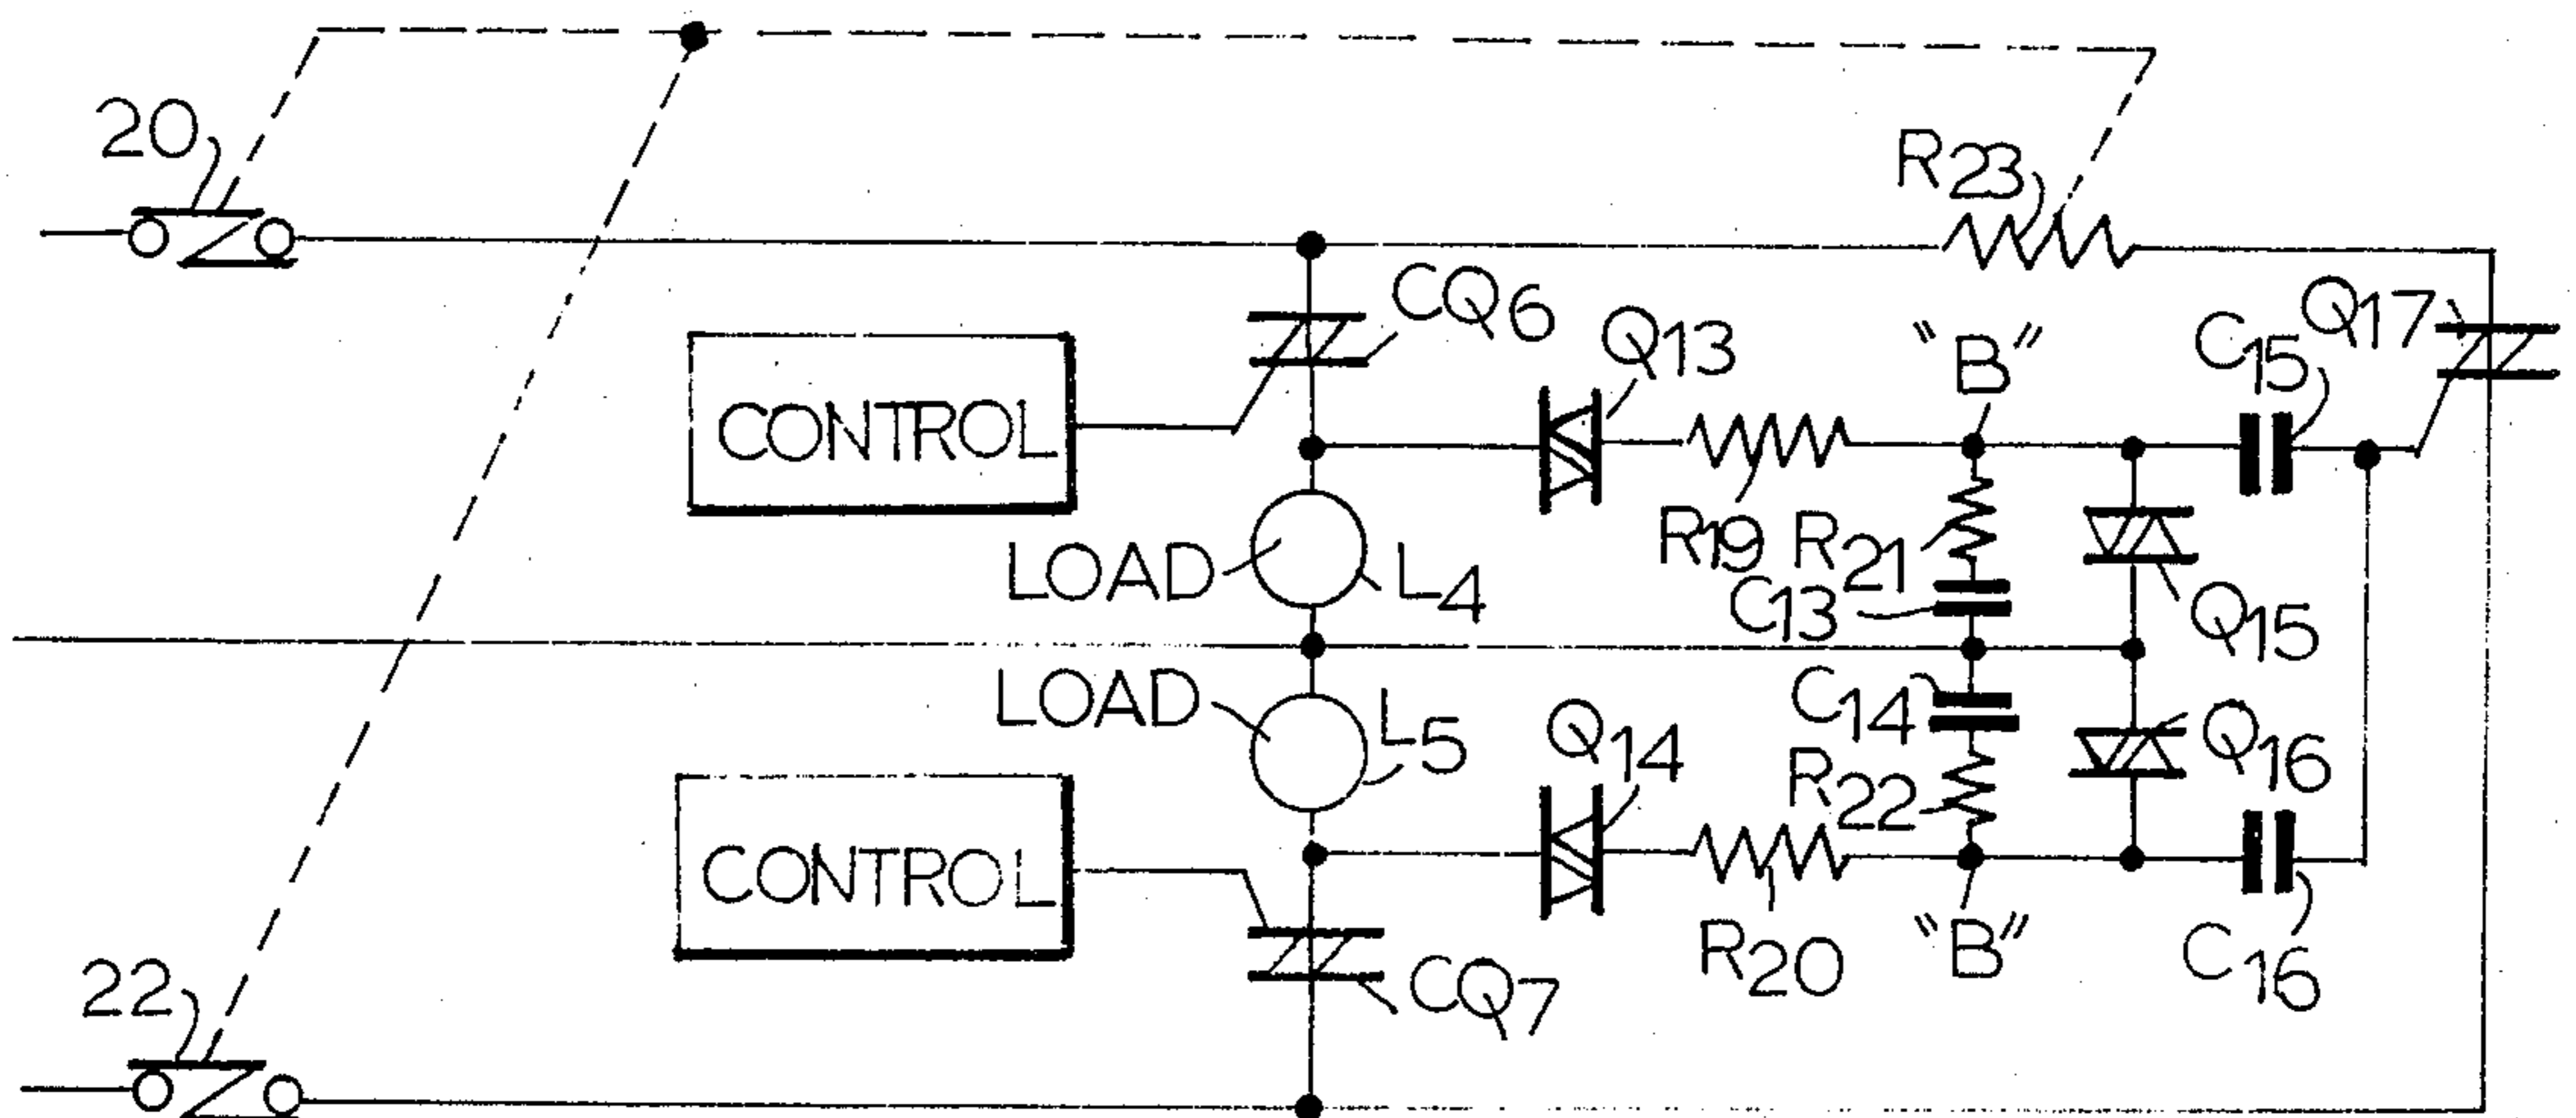 20
R23
CQ6
Q13
"B"
C15
Q17
CONTROL
LOAD
L4
R19
R21
C13
Q15
LOAD
L5
Q14
C14
R22
Q16
CONTROL
CQ7
R20
"B"
C16
22